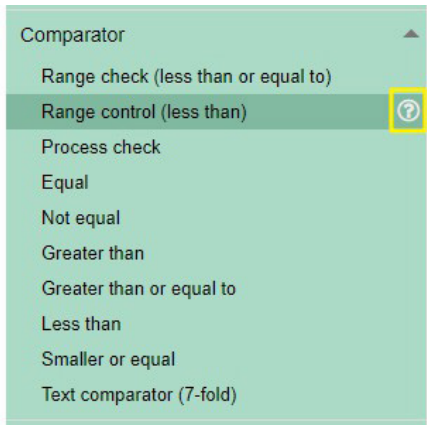 Comparator
Range check (less than or equal to)
Range control (less than)
Process check
Equal
Not equal
Greater than
Greater than or equal to
Less than
Smaller or equal
Text comparator (7-fold)